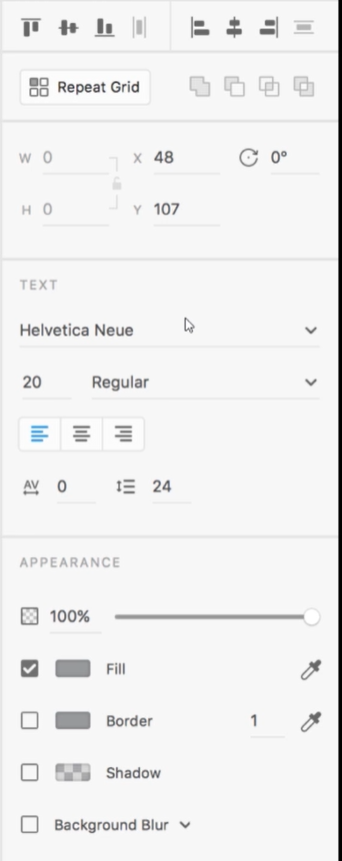 Repeat Grid
W 0 X 48 0°
H 0 Y 107
TEXT
Helvetica Neue
20 Regular
AV 0 24
APPEARANCE
100%
Fill
Border 1
Shadow
Background Blur